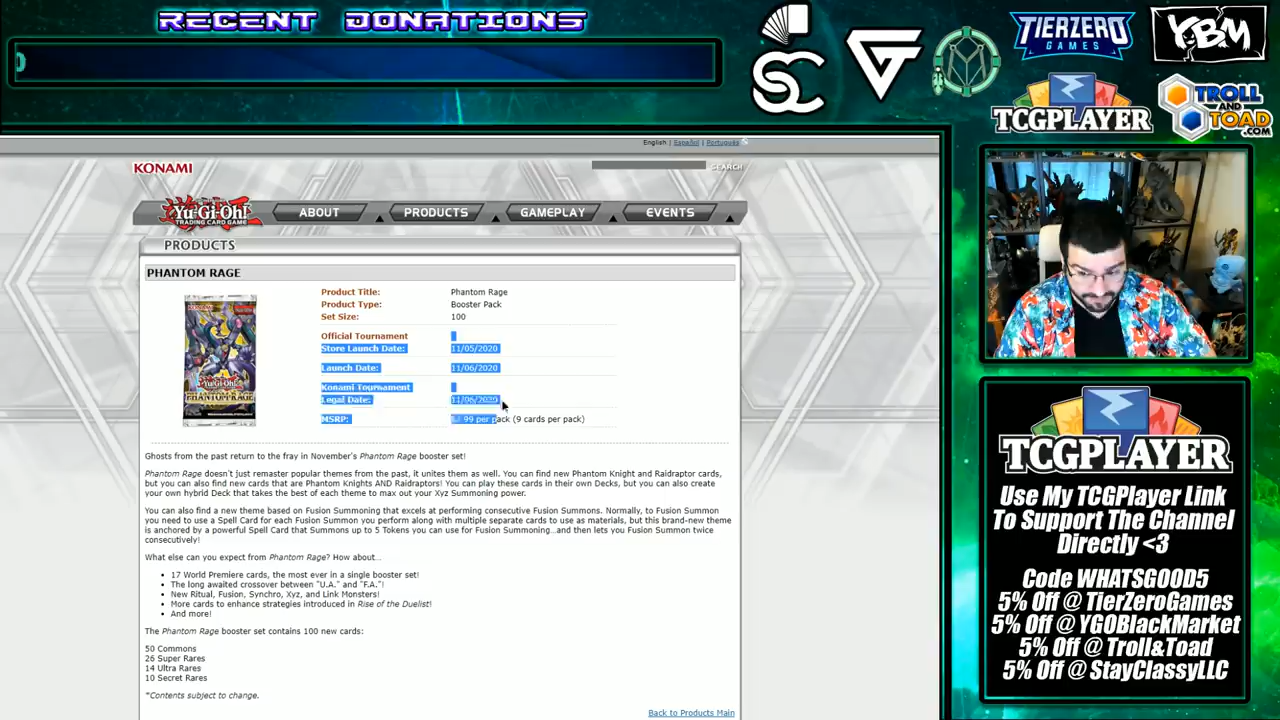 RECENT DONATIONS
SC
TIERZERO
GAMES
YBM
TCGPLAYER
TROLL
AND
TOAD
.COM
English | Español | Português
KONAMI
SEARCH
Yu-Gi-Oh!
TRADING CARD GAME
ABOUT
PRODUCTS
GAMEPLAY
EVENTS
PRODUCTS
PHANTOM RAGE
Product Title: Phantom Rage
Product Type: Booster Pack
Set Size: 100
Official Tournament
Store Launch Date: 11/05/2020
Launch Date: 11/06/2020
Konami Tournament
Legal Date: 11/06/2020
MSRP: .99 per pack (9 cards per pack)
Yu-Gi-Oh!
PHANTOM RAGE
Ghosts from the past return to the fray in November's Phantom Rage booster set!
Phantom Rage doesn't just remaster popular themes from the past, it unites them as well. You can find new Phantom Knight and Raidraptor cards,
but you can also find new cards that are Phantom Knights AND Raidraptors! You can play these cards in their own Decks, but you can also create
your own hybrid Deck that takes the best of each theme to max out your Xyz Summoning power.
You can also find a new theme based on Fusion Summoning that excels at performing consecutive Fusion Summons. Normally, to Fusion Summon
you need to use a Spell Card for each Fusion Summon you perform along with multiple separate cards to use as materials, but this brand-new theme
is anchored by a powerful Spell Card that Summons up to 5 Tokens you can use for Fusion Summoning...and then lets you Fusion Summon twice
consecutively!
What else can you expect from Phantom Rage? How about...
• 17 World Premiere cards, the most ever in a single booster set!
• The long awaited crossover between "U.A." and "F.A."!
• New Ritual, Fusion, Synchro, Xyz, and Link Monsters!
• More cards to enhance strategies introduced in Rise of the Duelist!
• And more!
The Phantom Rage booster set contains 100 new cards:
50 Commons
26 Super Rares
14 Ultra Rares
10 Secret Rares
*Contents subject to change.
Back to Products Main
TCGPLAYER
Use My TCGPlayer Link
To Support The Channel
Directly <3
Code WHATSGOOD5
5% Off @ TierZeroGames
5% Off @ YGOBlackMarket
5% Off @ Troll&Toad
5% Off @ StayClassyLLC